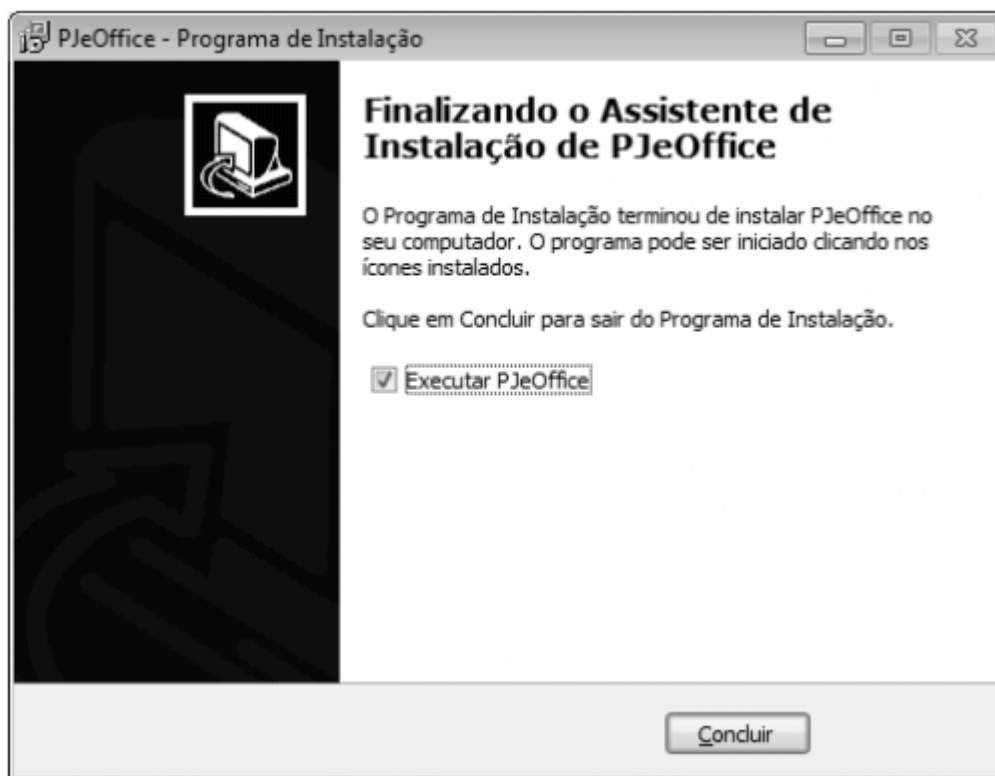 PJeOffice - Programa de Instalação
Finalizando o Assistente de
Instalação de PJeOffice
O Programa de Instalação terminou de instalar PJeOffice no
seu computador. O programa pode ser iniciado clicando nos
ícones instalados.
Clique em Concluir para sair do Programa de Instalação.
Executar PJeOffice
Concluir